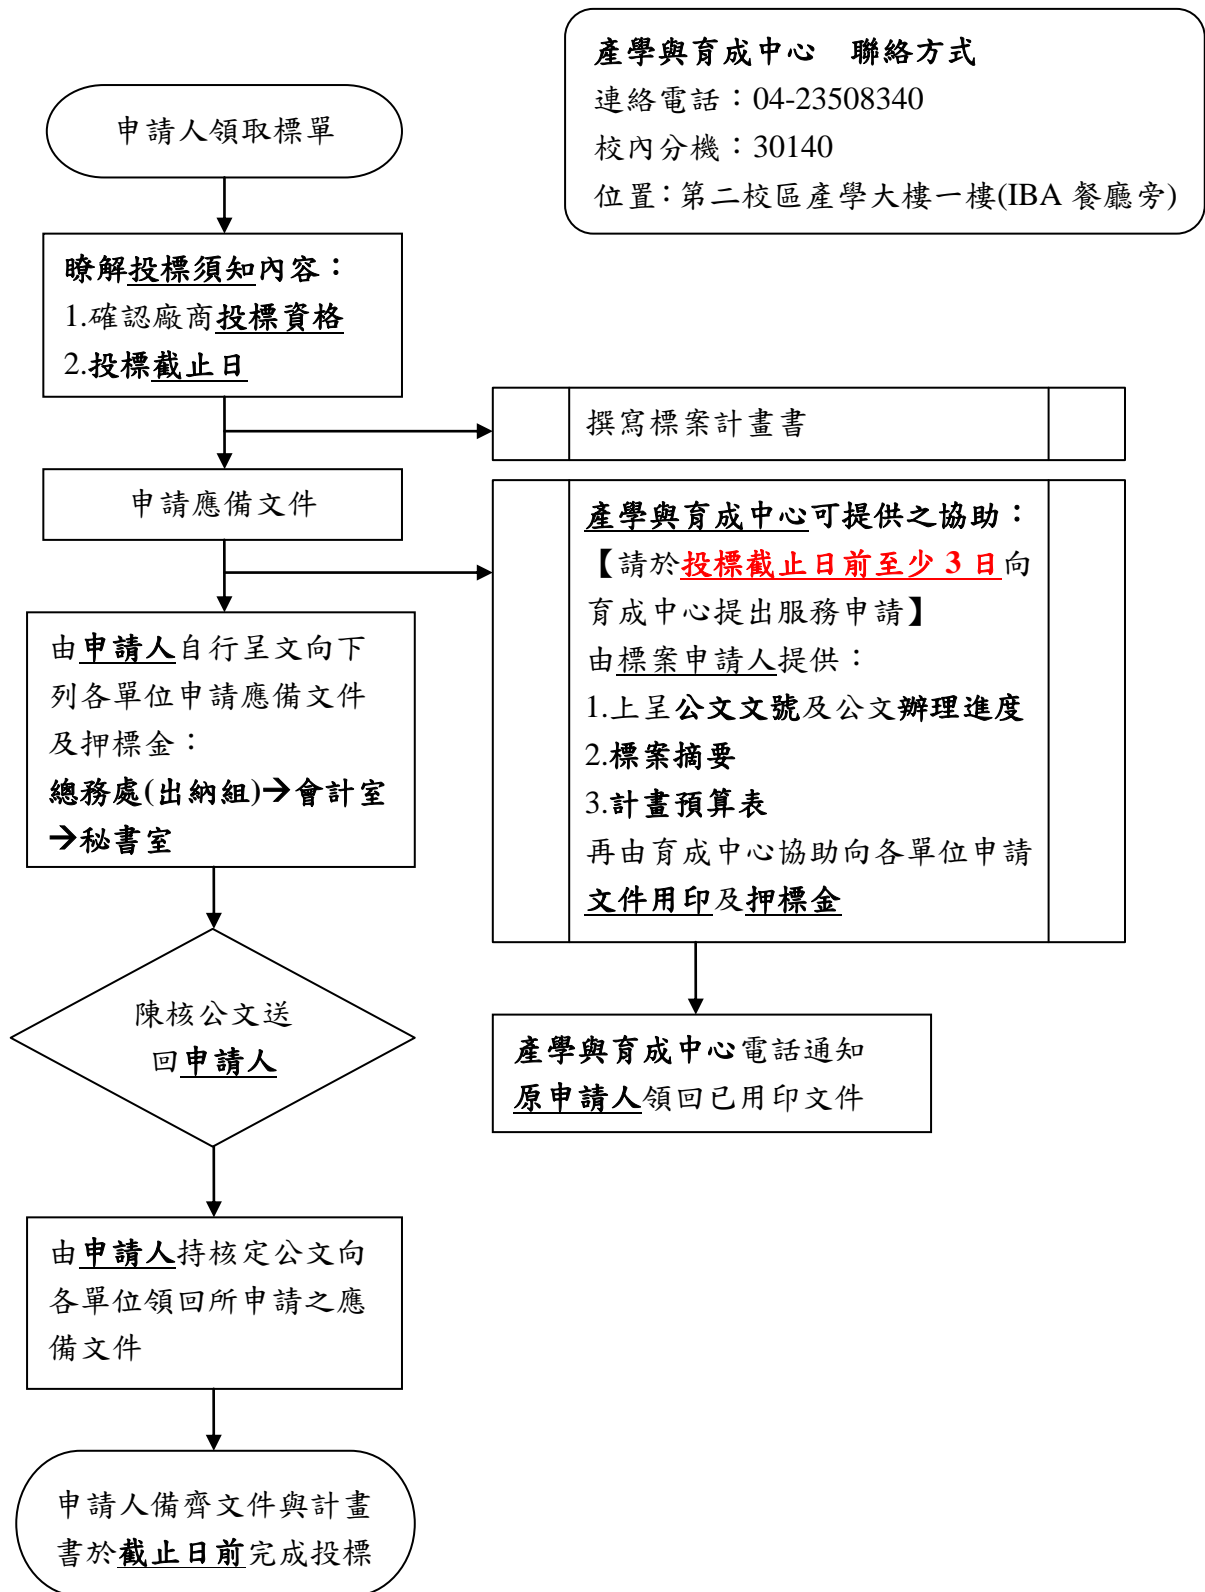 產學與育成中心　聯絡方式
連絡電話：04-23508340
校內分機：30140
位置：第二校區產學大樓一樓(IBA 餐廳旁)
申請人領取標單
瞭解投標須知內容：
1.確認廠商投標資格
2.投標截止日
撰寫標案計畫書
申請應備文件
產學與育成中心可提供之協助：
【請於投標截止日前至少 3 日向
育成中心提出服務申請】
由標案申請人提供：
1.上呈公文文號及公文辦理進度
2.標案摘要
3.計畫預算表
再由育成中心協助向各單位申請
文件用印及押標金
由申請人自行呈文向下
列各單位申請應備文件
及押標金：
總務處(出納組)→會計室
→秘書室
陳核公文送
回申請人
產學與育成中心電話通知
原申請人領回已用印文件
由申請人持核定公文向
各單位領回所申請之應
備文件
申請人備齊文件與計畫
書於截止日前完成投標